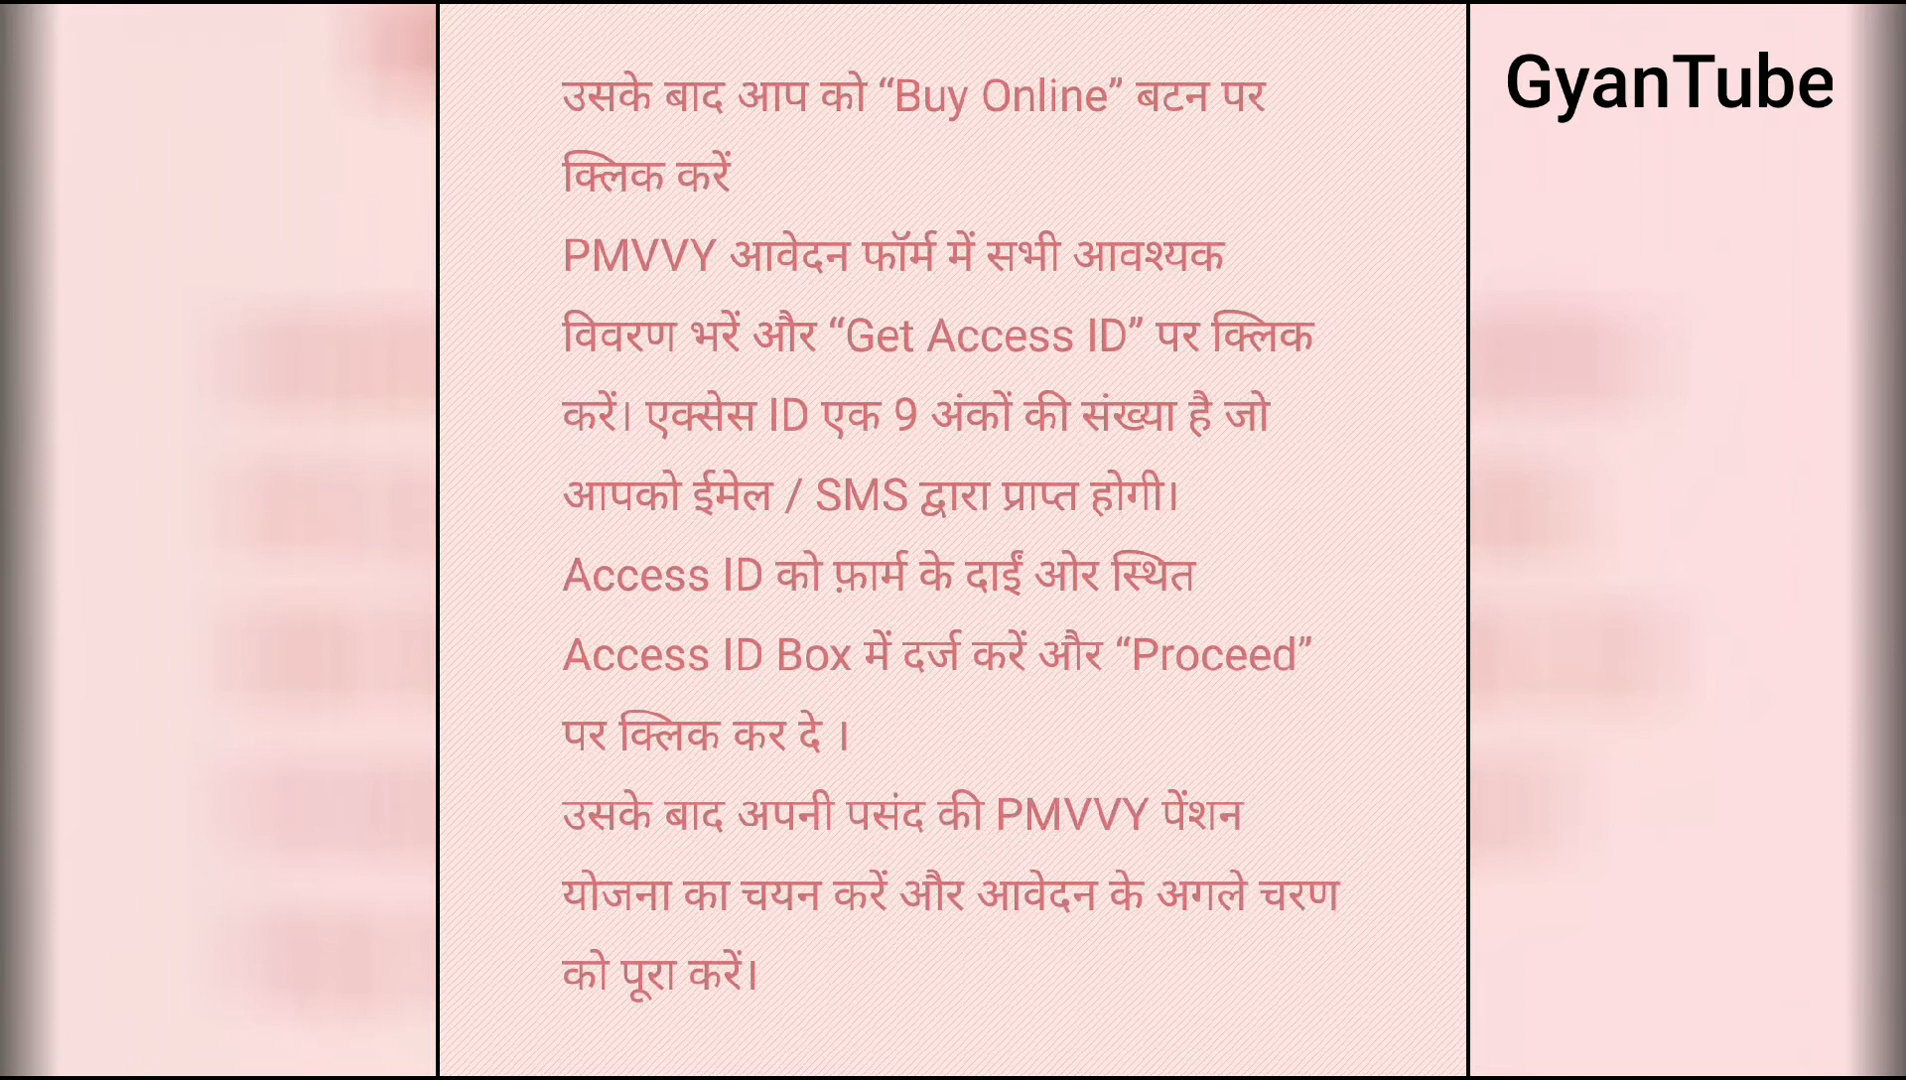 उसके बाद आप को “Buy Online” बटन पर
क्लिक करें
PMVVY आवेदन फॉर्म में सभी आवश्यक
विवरण भरें और “Get Access ID” पर क्लिक
करें। एक्सेस ID एक 9 अंकों की संख्या है जो
आपको ईमेल / SMS द्वारा प्राप्त होगी।
Access ID को फ़ार्म के दाईं ओर स्थित
Access ID Box में दर्ज करें और “Proceed”
पर क्लिक कर दे ।
उसके बाद अपनी पसंद की PMVVY पेंशन
योजना का चयन करें और आवेदन के अगले चरण
को पूरा करें।
GyanTube